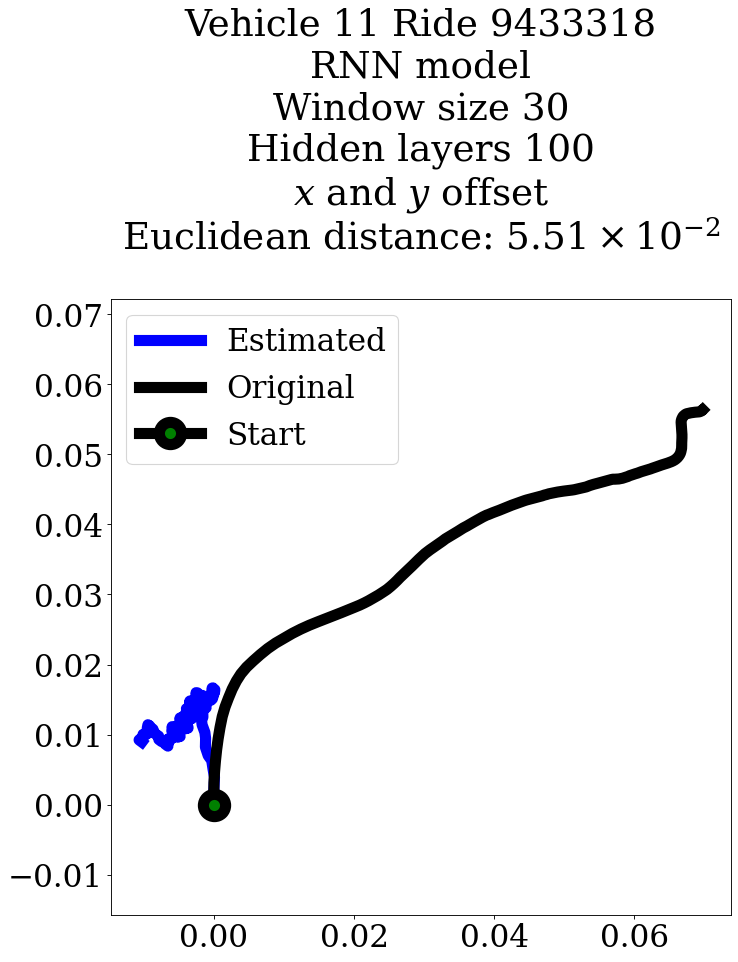 Vehicle 11 Ride 9433318
RNN model
Window size 30
Hidden layers 100
x and y offset
Euclidean distance: 5.51 × 10⁻²
0.07
0.06
0.05
0.04
0.03
0.02
0.01
0.00
−0.01
Estimated
Original
Start
0.00 0.02 0.04 0.06